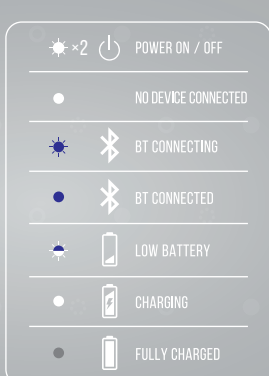 ×2 POWER ON / OFF
NO DEVICE CONNECTED
BT CONNECTING
BT CONNECTED
LOW BATTERY
CHARGING
FULLY CHARGED